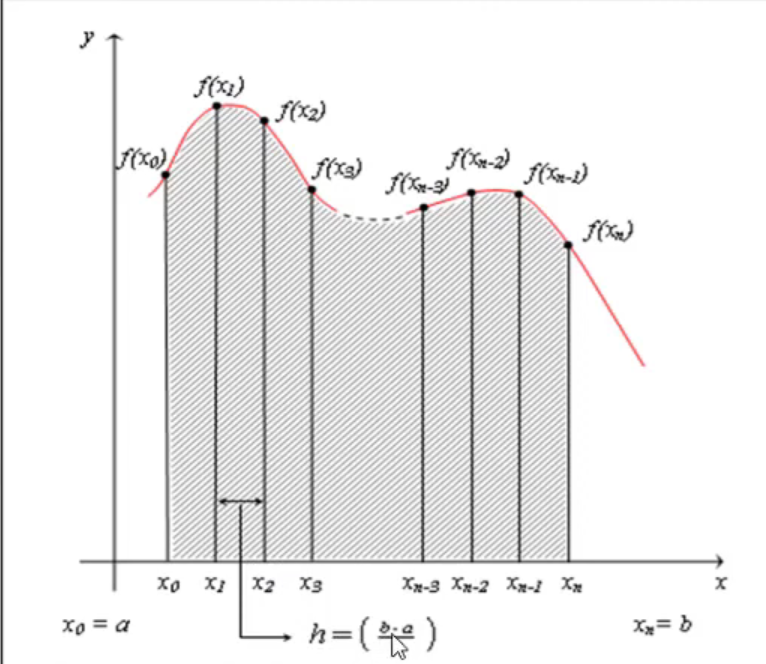 y
f(x₁)
f(x₂)
f(x₀)
f(x₃)
f(xₙ₋₃)
f(xₙ₋₂)
f(xₙ₋₁)
f(xₙ)
x₀ x₁ x₂ x₃ xₙ₋₃ xₙ₋₂ xₙ₋₁ xₙ x
x₀ = a
h = ( b-a )
xₙ = b